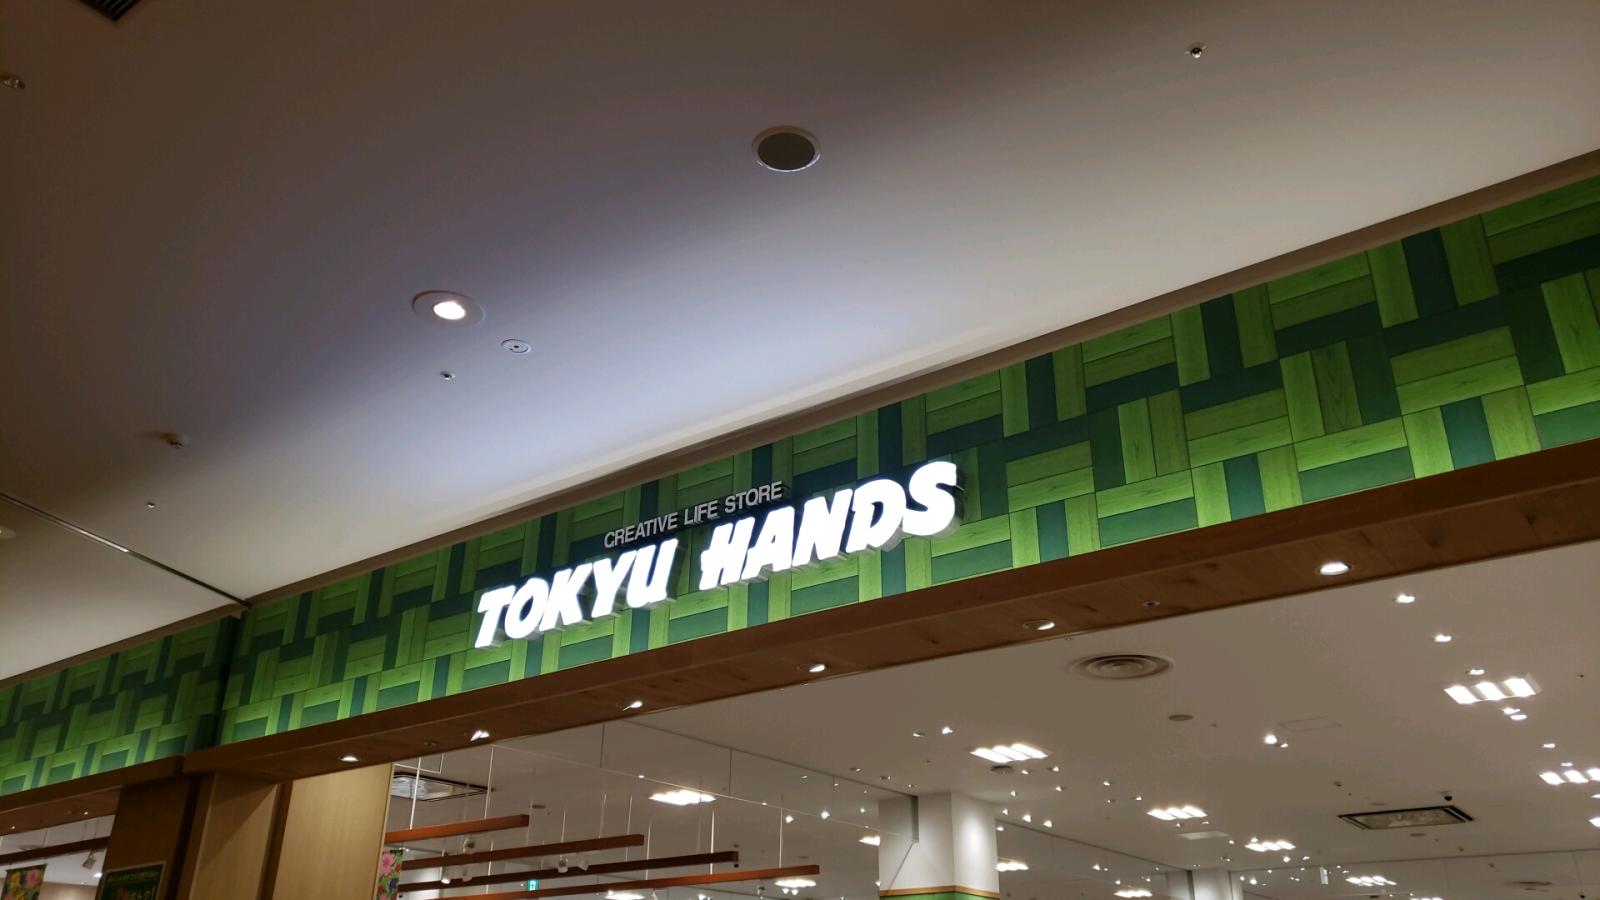 CREATIVE LIFE STORE
TOKYU HANDS